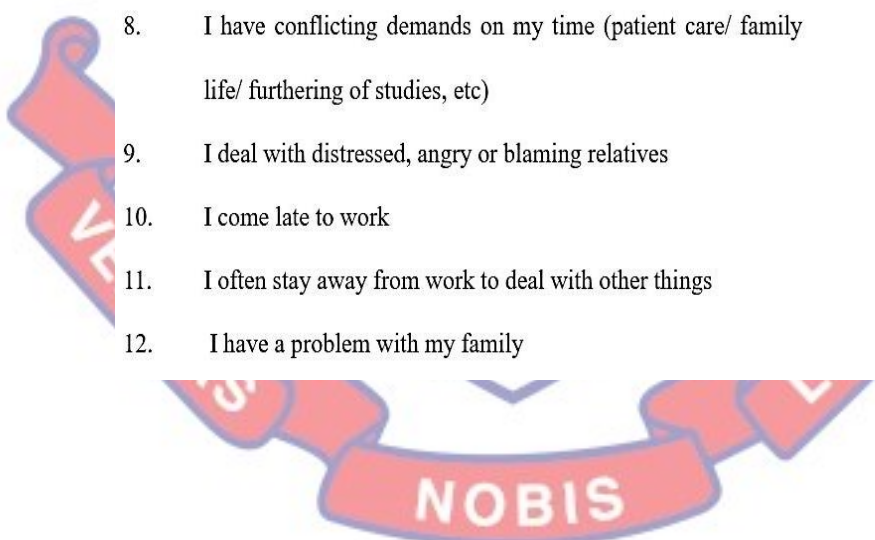 8. I have conflicting demands on my time (patient care/ family
life/ furthering of studies, etc)
9. I deal with distressed, angry or blaming relatives
10. I come late to work
11. I often stay away from work to deal with other things
12. I have a problem with my family
NOBIS